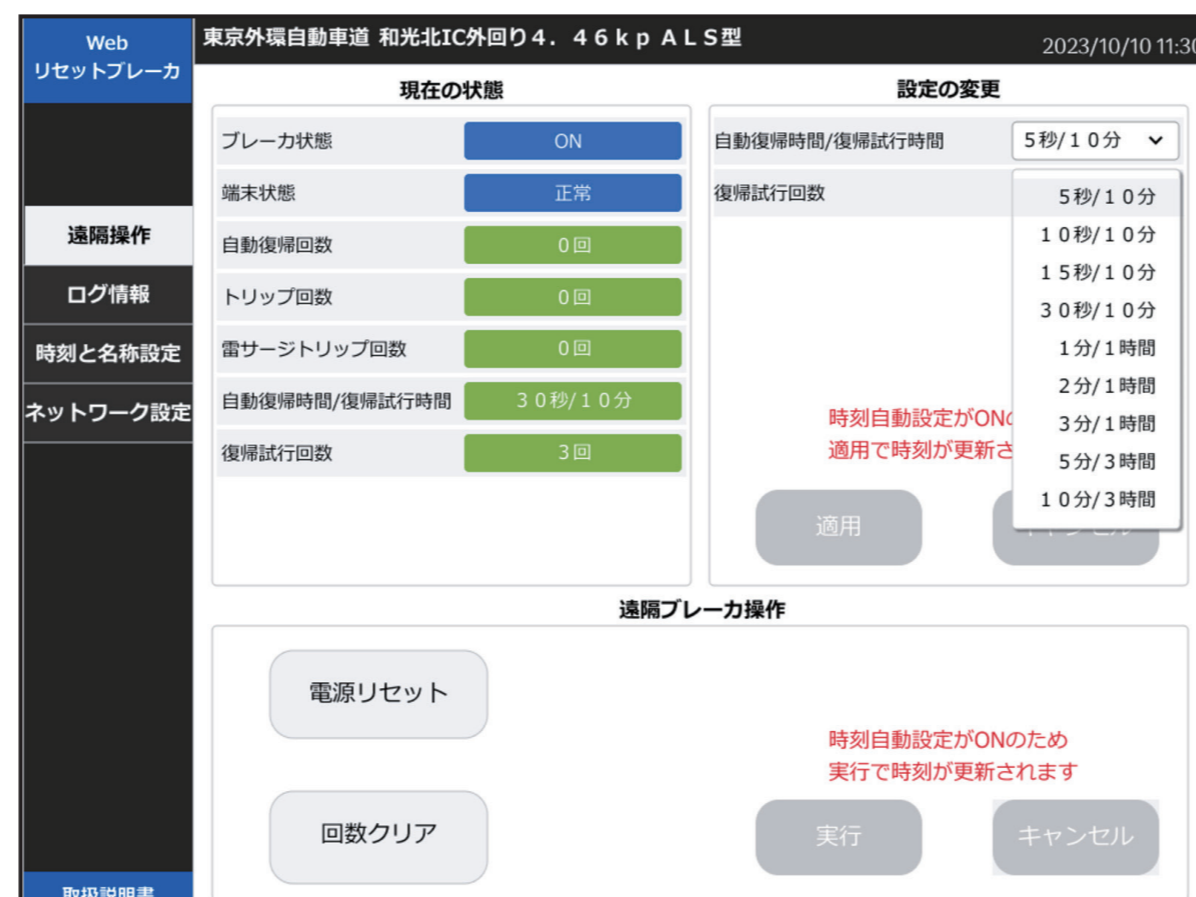 Web
リセットブレーカ
東京外環自動車道 和光北IC外回り4．46kp ALS型
2023/10/10 11:30
遠隔操作
ログ情報
時刻と名称設定
ネットワーク設定
取扱説明書
現在の状態
ブレーカ状態 ON
端末状態 正常
自動復帰回数 0回
トリップ回数 0回
雷サージトリップ回数 0回
自動復帰時間/復帰試行時間 30秒/10分
復帰試行回数 3回
設定の変更
自動復帰時間/復帰試行時間 5秒/10分
復帰試行回数
5秒/10分
10秒/10分
15秒/10分
30秒/10分
1分/1時間
2分/1時間
3分/1時間
5分/3時間
10分/3時間
時刻自動設定がONの
適用で時刻が更新さ
適用
キャンセル
遠隔ブレーカ操作
電源リセット
回数クリア
時刻自動設定がONのため
実行で時刻が更新されます
実行
キャンセル